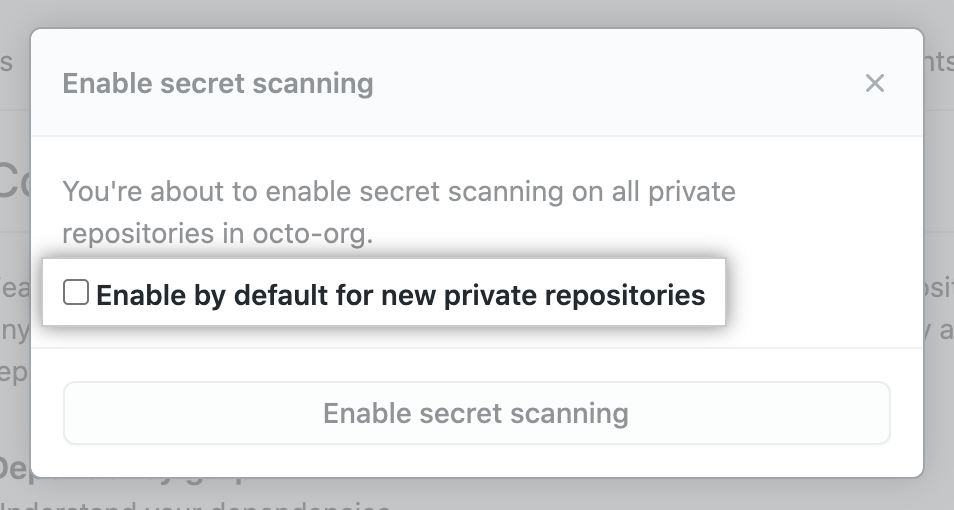 Enable secret scanning
You're about to enable secret scanning on all private
repositories in octo-org.
Enable by default for new private repositories
Enable secret scanning